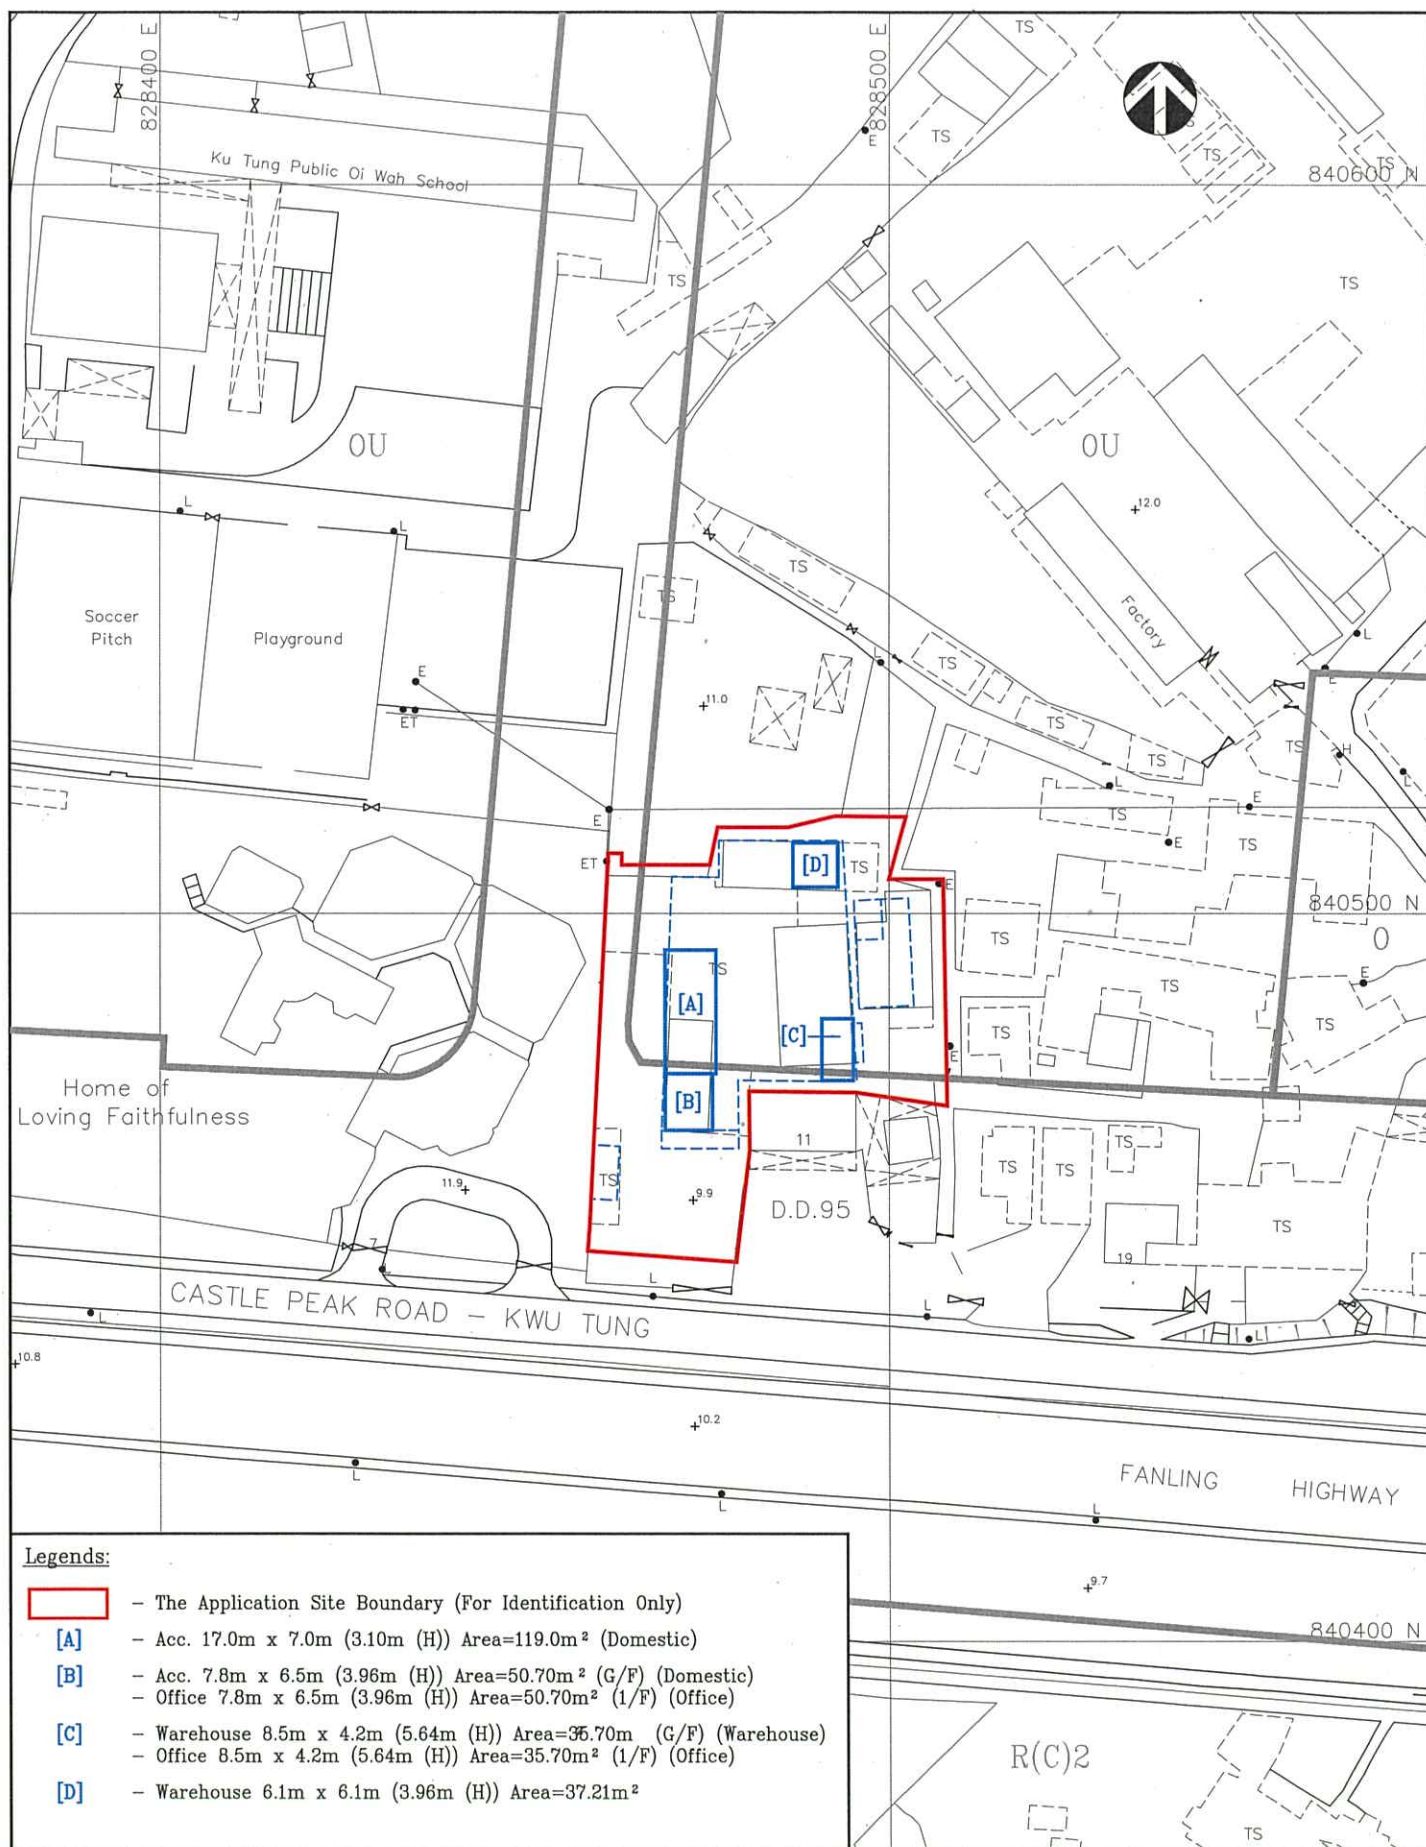 828400 E
828500 E
TS
TS
E
TS
TS
840600 N
Ku Tung Public Oi Wah School
TS
TS
OU
OU
12.0
L
L
TS
TS
Factory
Soccer
Pitch
Playground
E
ET
11.0
L
TS
TS
TS
TS
L
E
H
L
L
E
TS
E
TS
E
ET
[D]
TS
E
840500 N
O
TS
TS
[A]
TS
E
TS
TS
[C]
E
Home of
Loving Faithfulness
[B]
11
TS
TS
TS
TS
11.9
9.9
D.D.95
TS
7
L
19
L
L
CASTLE PEAK ROAD – KWU TUNG
L
L
10.8
10.2
L
L
L
FANLING HIGHWAY
9.7
840400 N
R(C)2
TS
Legends:
– The Application Site Boundary (For Identification Only)
[A] – Acc. 17.0m x 7.0m (3.10m (H)) Area=119.0m² (Domestic)
[B] – Acc. 7.8m x 6.5m (3.96m (H)) Area=50.70m² (G/F) (Domestic)
– Office 7.8m x 6.5m (3.96m (H)) Area=50.70m² (1/F) (Office)
[C] – Warehouse 8.5m x 4.2m (5.64m (H)) Area=35.70m (G/F) (Warehouse)
– Office 8.5m x 4.2m (5.64m (H)) Area=35.70m² (1/F) (Office)
[D] – Warehouse 6.1m x 6.1m (3.96m (H)) Area=37.21m²